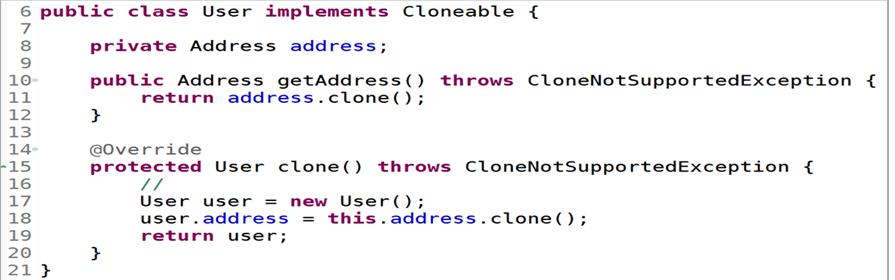 6 public class User implements Cloneable {
7
8     private Address address;
9
10     public Address getAddress() throws CloneNotSupportedException {
11         return address.clone();
12     }
13
14     @Override
15     protected User clone() throws CloneNotSupportedException {
16         //
17         User user = new User();
18         user.address = this.address.clone();
19         return user;
20     }
21 }